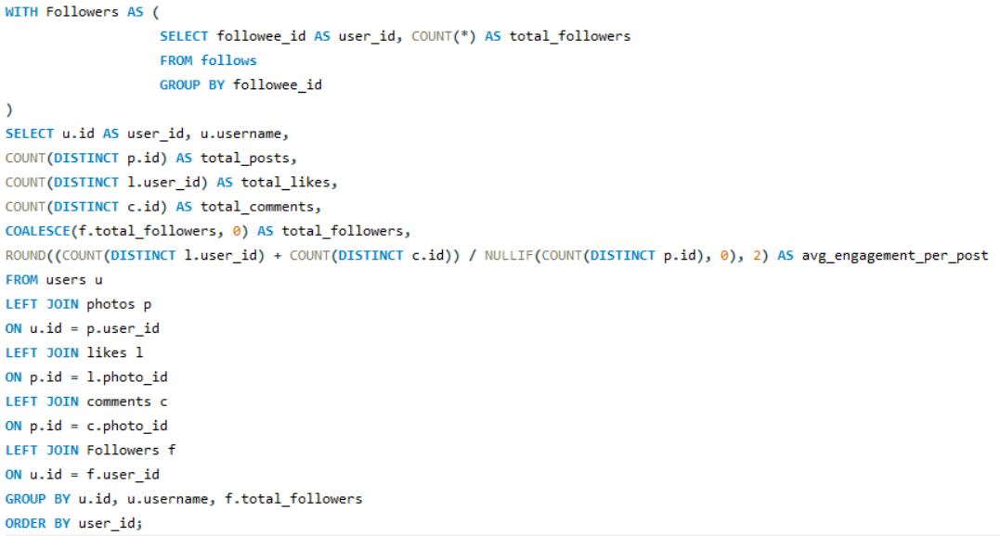 WITH Followers AS (
SELECT followee_id AS user_id, COUNT(*) AS total_followers
FROM follows
GROUP BY followee_id
)
SELECT u.id AS user_id, u.username,
COUNT(DISTINCT p.id) AS total_posts,
COUNT(DISTINCT l.user_id) AS total_likes,
COUNT(DISTINCT c.id) AS total_comments,
COALESCE(f.total_followers, 0) AS total_followers,
ROUND((COUNT(DISTINCT l.user_id) + COUNT(DISTINCT c.id)) / NULLIF(COUNT(DISTINCT p.id), 0), 2) AS avg_engagement_per_post
FROM users u
LEFT JOIN photos p
ON u.id = p.user_id
LEFT JOIN likes l
ON p.id = l.photo_id
LEFT JOIN comments c
ON p.id = c.photo_id
LEFT JOIN Followers f
ON u.id = f.user_id
GROUP BY u.id, u.username, f.total_followers
ORDER BY user_id;